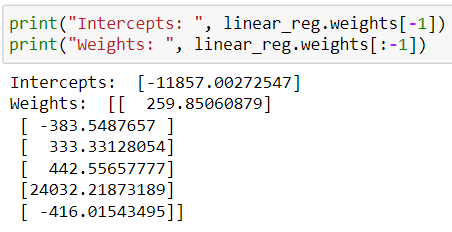 print("Intercepts: ", linear_reg.weights[-1])
print("Weights: ", linear_reg.weights[:-1])
Intercepts:  [-11857.00272547]
Weights:  [[  259.85060879]
 [ -383.5487657 ]
 [  333.33128054]
 [  442.55657777]
 [24032.21873189]
 [ -416.01543495]]